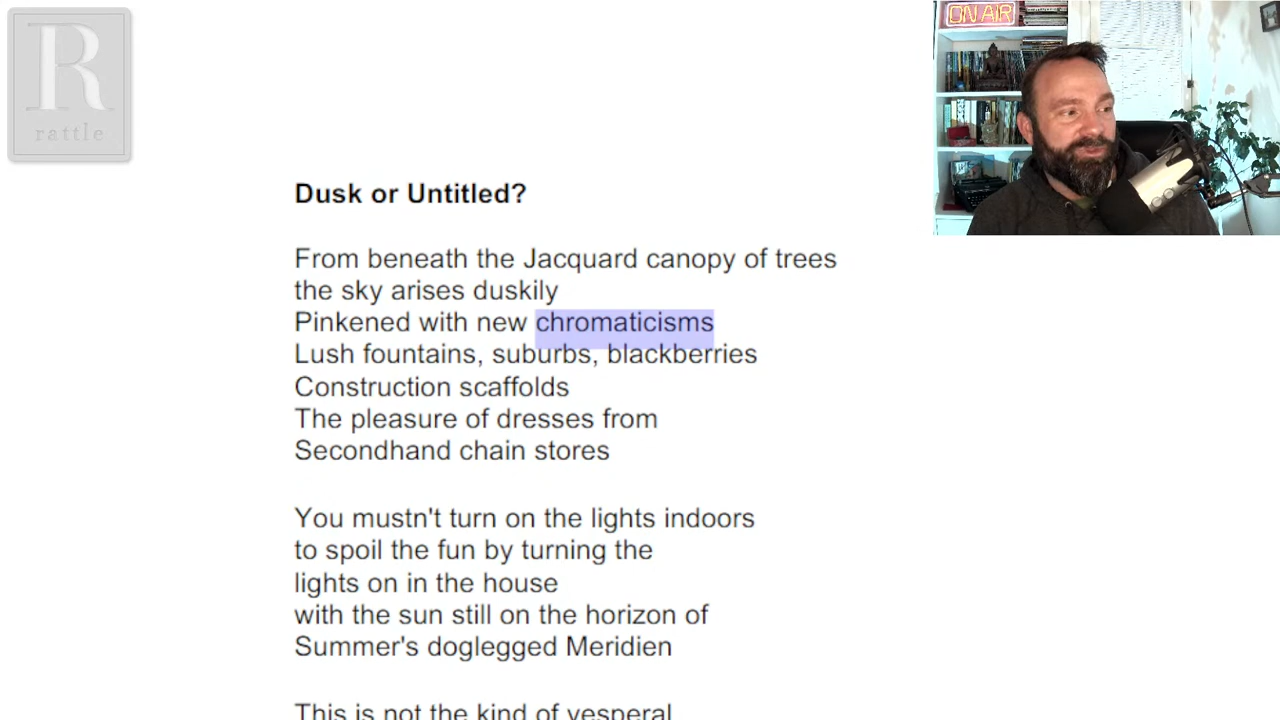 R
rattle
ON AIR
Dusk or Untitled?
From beneath the Jacquard canopy of trees
the sky arises duskily
Pinkened with new chromaticisms
Lush fountains, suburbs, blackberries
Construction scaffolds
The pleasure of dresses from
Secondhand chain stores
You mustn't turn on the lights indoors
to spoil the fun by turning the
lights on in the house
with the sun still on the horizon of
Summer's doglegged Meridien
This is not the kind of vesperal